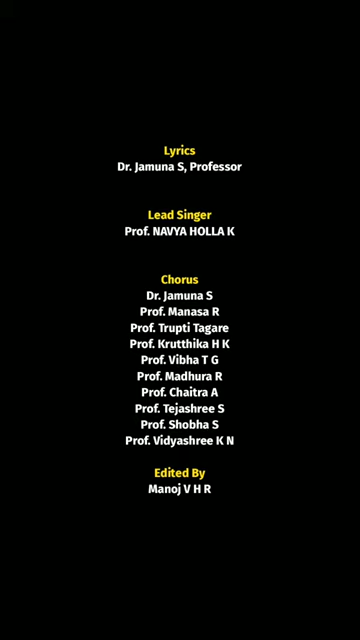 Lyrics
Dr. Jamuna S, Professor
Lead Singer
Prof. NAVYA HOLLA K
Chorus
Dr. Jamuna S
Prof. Manasa R
Prof. Trupti Tagare
Prof. Krutthika H K
Prof. Vibha T G
Prof. Madhura R
Prof. Chaitra A
Prof. Tejashree S
Prof. Shobha S
Prof. Vidyashree K N
Edited By
Manoj V H R